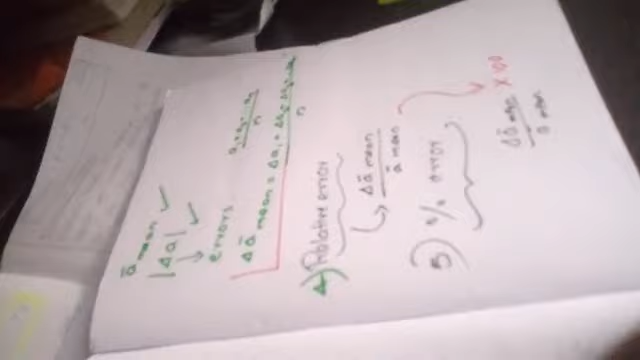 ā mean ✓
|Δa| ✓
↓
errors
Δā mean = Δa₁ + Δa₂ +
n
4) Relative error
↳ Δā mean
ā mean
5) % error
Δā mean × 100
ā mean